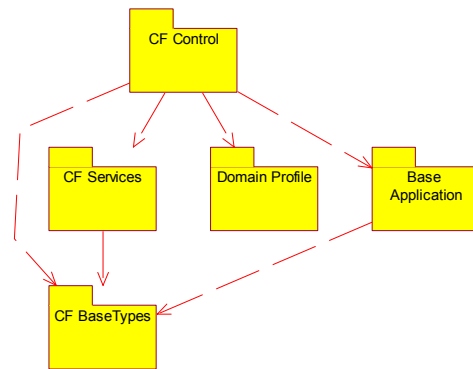 CF Control
CF Services
Domain Profile
Base
Application
CF BaseTypes